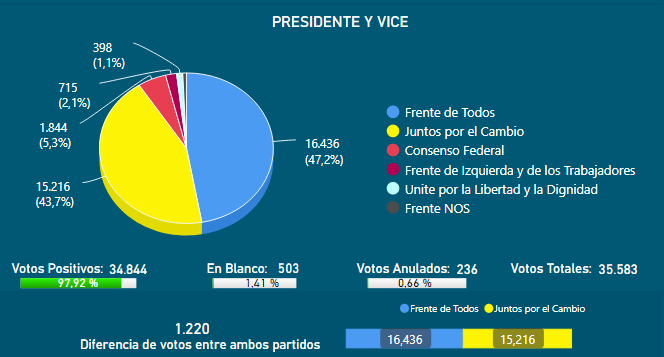 PRESIDENTE Y VICE
398
(1,1%)
715
(2,1%)
1.844
(5,3%)
15.216
(43,7%)
16.436
(47,2%)
Frente de Todos
Juntos por el Cambio
Consenso Federal
Frente de Izquierda y de los Trabajadores
Unite por la Libertad y la Dignidad
Frente NOS
Votos Positivos: 34.844
97,92 %
En Blanco: 503
1,41 %
Votos Anulados: 236
0,66 %
Votos Totales: 35.583
Frente de Todos Juntos por el Cambio
1.220
Diferencia de votos entre ambos partidos
16,436 15,216